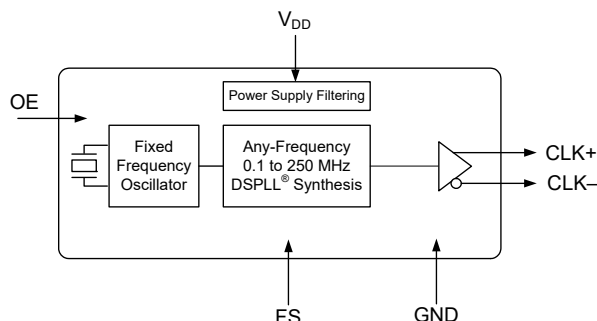 V_DD
Power Supply Filtering
OE
Fixed
Frequency
Oscillator
Any-Frequency
0.1 to 250 MHz
DSPLL® Synthesis
CLK+
CLK–
FS
GND